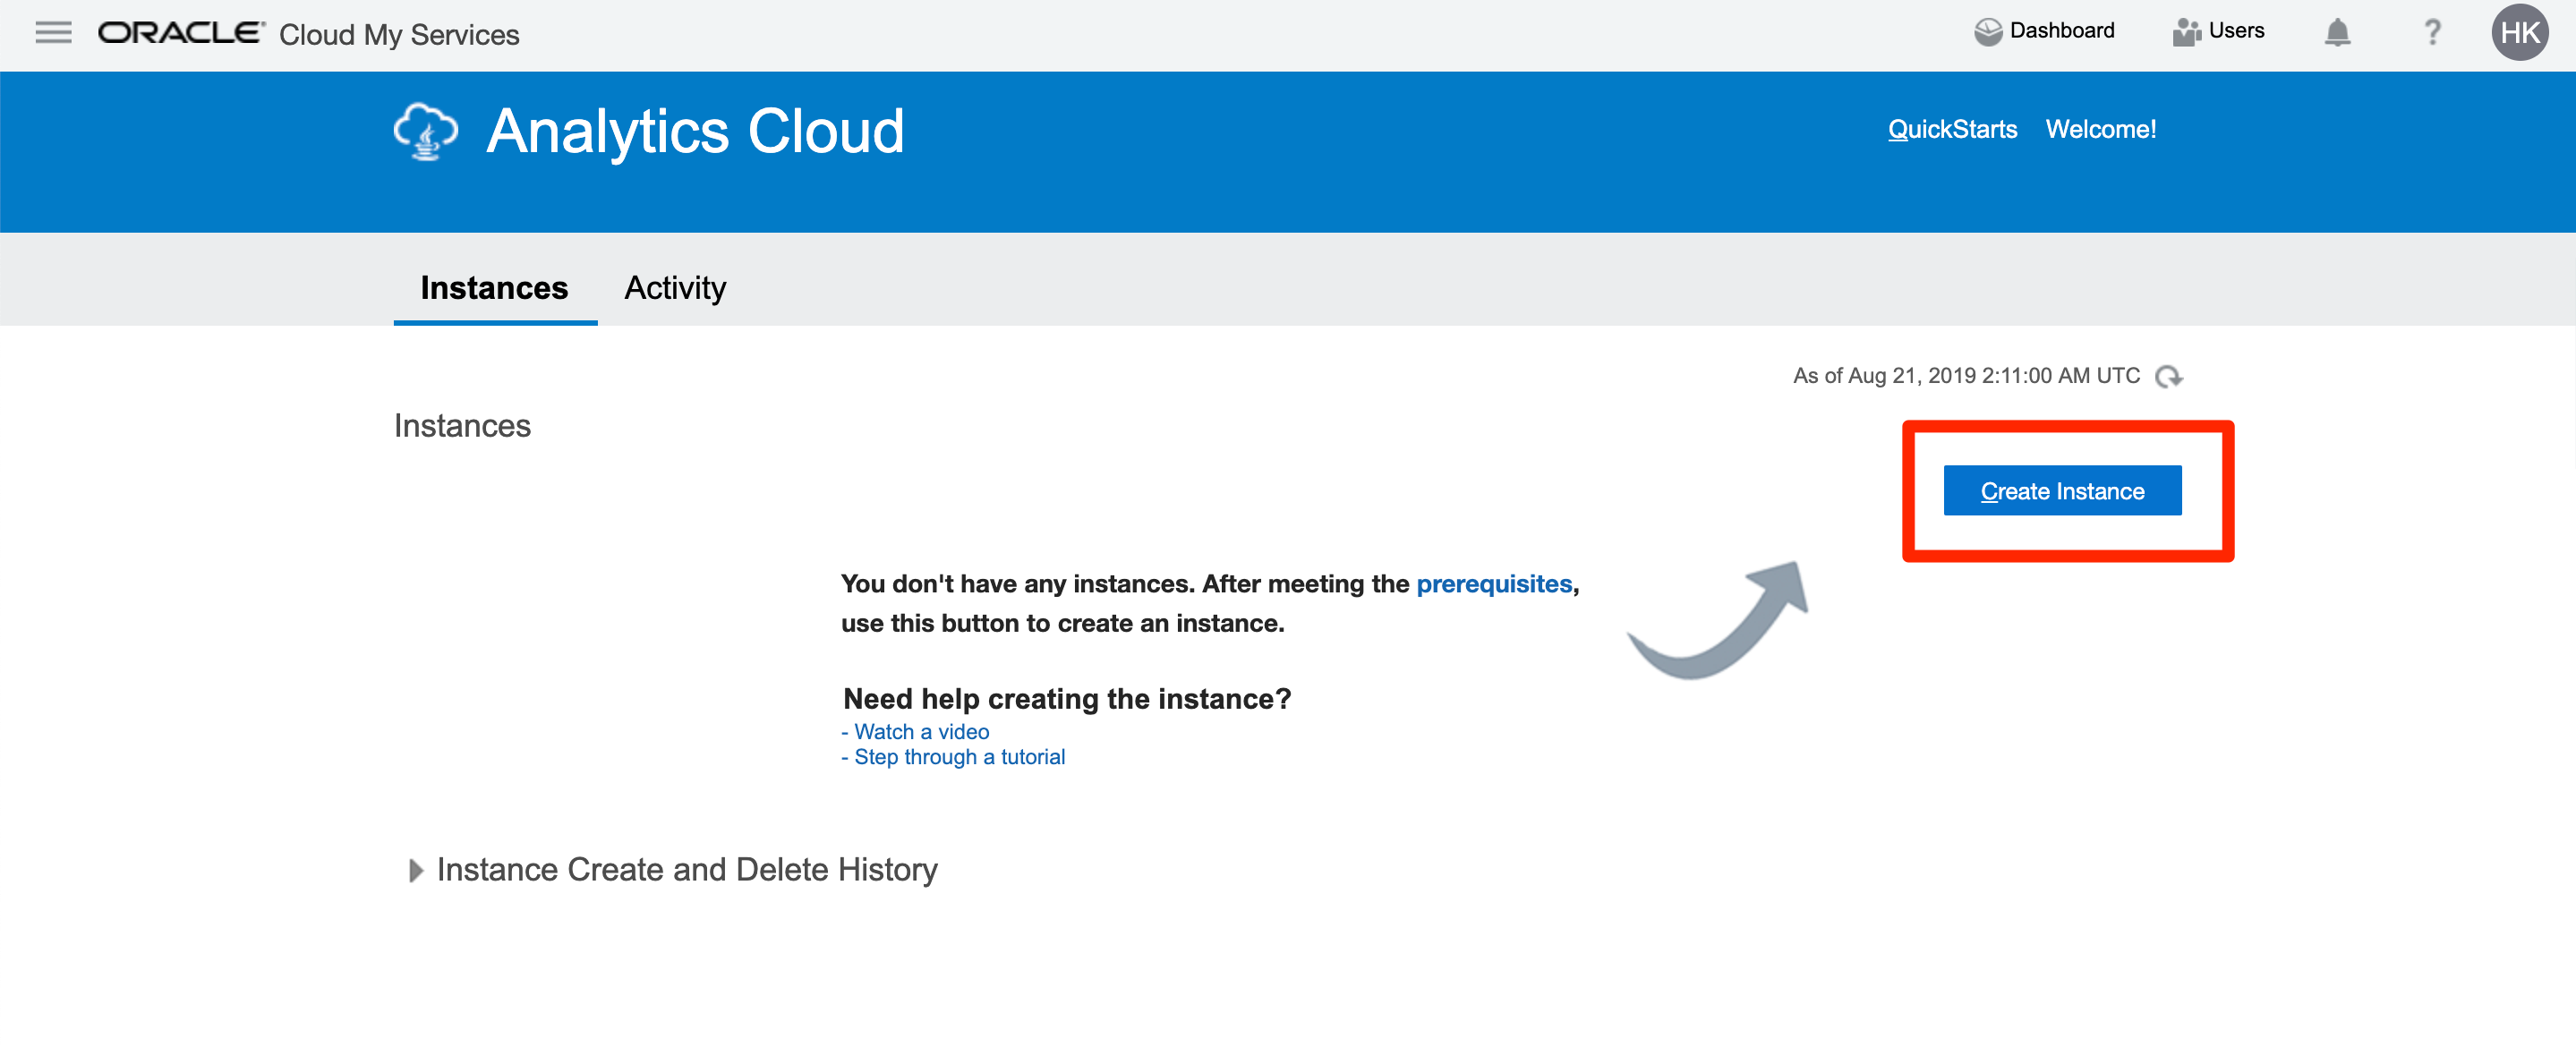 ORACLE® Cloud My Services
Dashboard
Users
?
HK
Analytics Cloud
QuickStarts
Welcome!
Instances
Activity
As of Aug 21, 2019 2:11:00 AM UTC
Instances
Create Instance
You don't have any instances. After meeting the prerequisites,
use this button to create an instance.
Need help creating the instance?
- Watch a video
- Step through a tutorial
Instance Create and Delete History